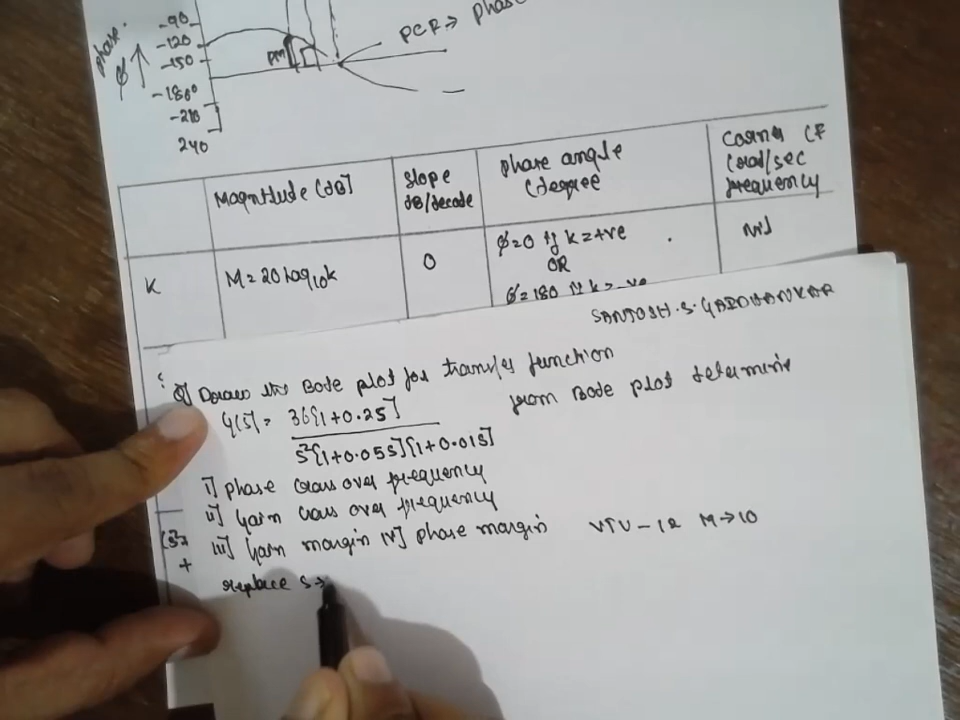 PCF→ phase
-90
-120
-150
-180°
-210
240
phase.
ϕ ↑
PM
Magnitude [dB]
Slope dB/decade
phase angle (degree
Corner CF (rad/sec frequency
K
M = 20 log10k
0
ϕ=0 if k=+ve
OR
ϕ=180 if k=-ve
Nil
SANTOSH.S.GAIDHANKAR
Q] Draw the Bode plot for transfer function
G(S) = 36[1+0.2S] from Bode plot determine
S²[1+0.05S][1+0.01S]
i] phase cross over frequency
ii] Gain cross over frequency
iii] Gain margin iv] phase margin VTU-12 M→10
+
replace S→